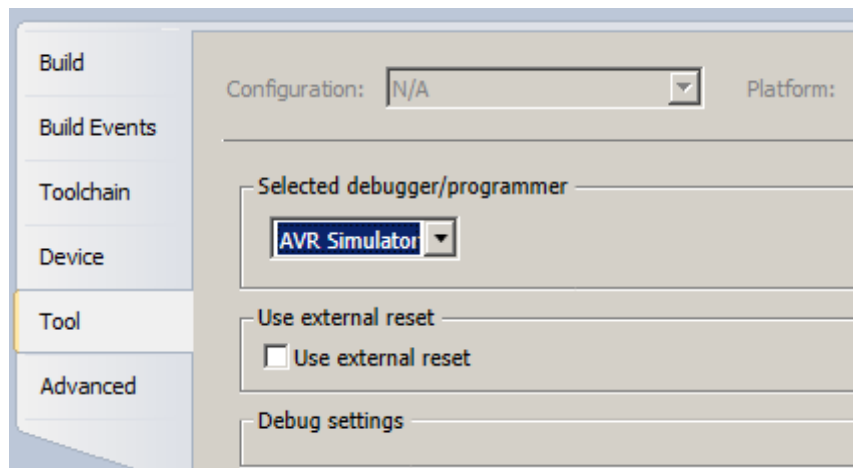 Build
Build Events
Toolchain
Device
Tool
Advanced
Configuration: N/A Platform:
Selected debugger/programmer
AVR Simulator
Use external reset
Use external reset
Debug settings